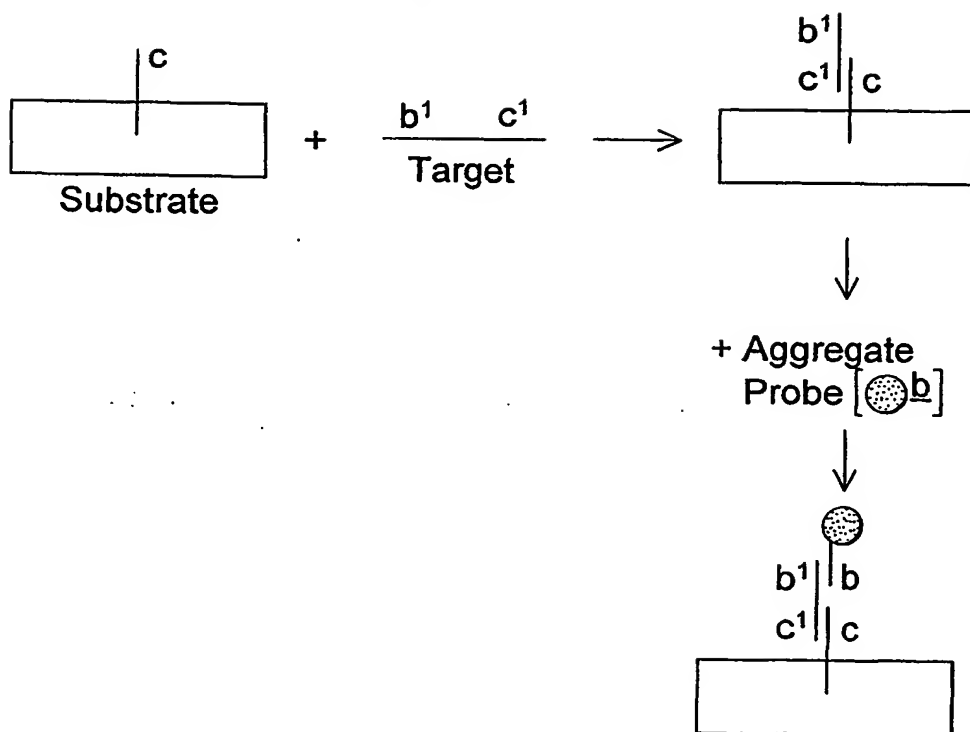 c
+
b¹ c¹
Target
Substrate
b¹
c¹ c
+ Aggregate
Probe [ b]
b¹ b
c¹ c